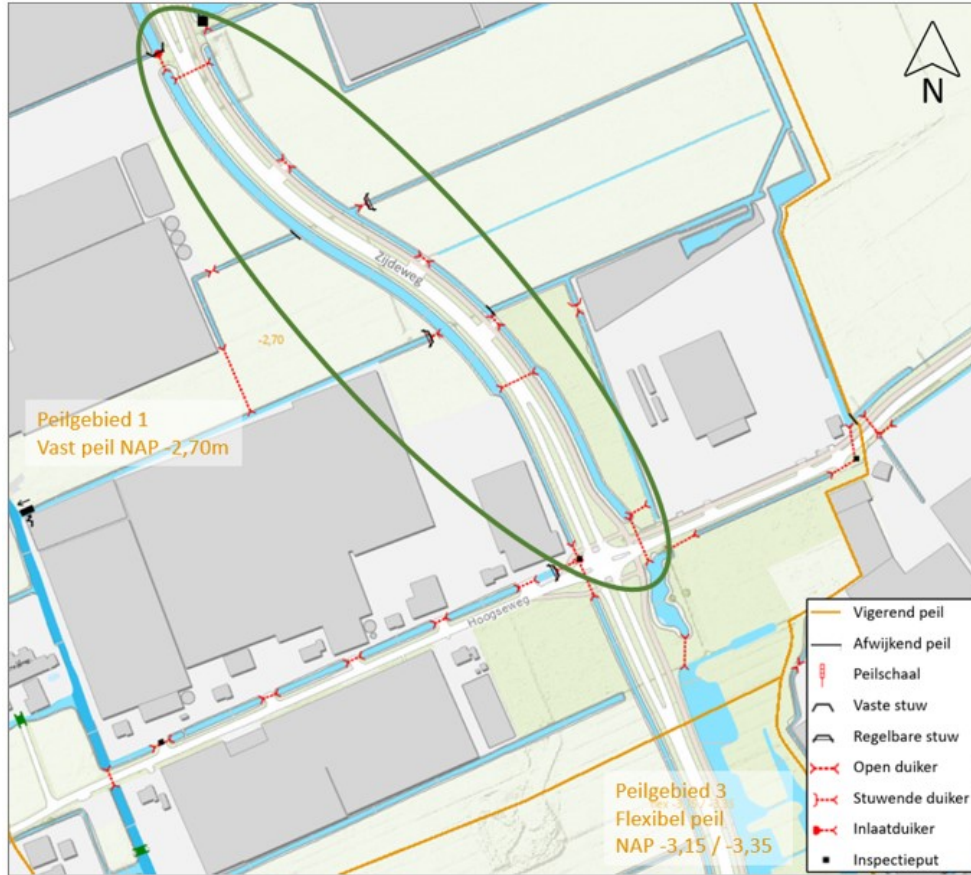 N
Zijdeweg
-2,70
Peilgebied 1
Vast peil NAP -2,70m
Hoogseweg
Peilgebied 3
Flexibel peil
NAP -3,15 / -3,35
Vigerend peil
Afwijkend peil
Peilschaal
Vaste stuw
Regelbare stuw
Open duiker
Stuwende duiker
Inlaatduiker
Inspectieput